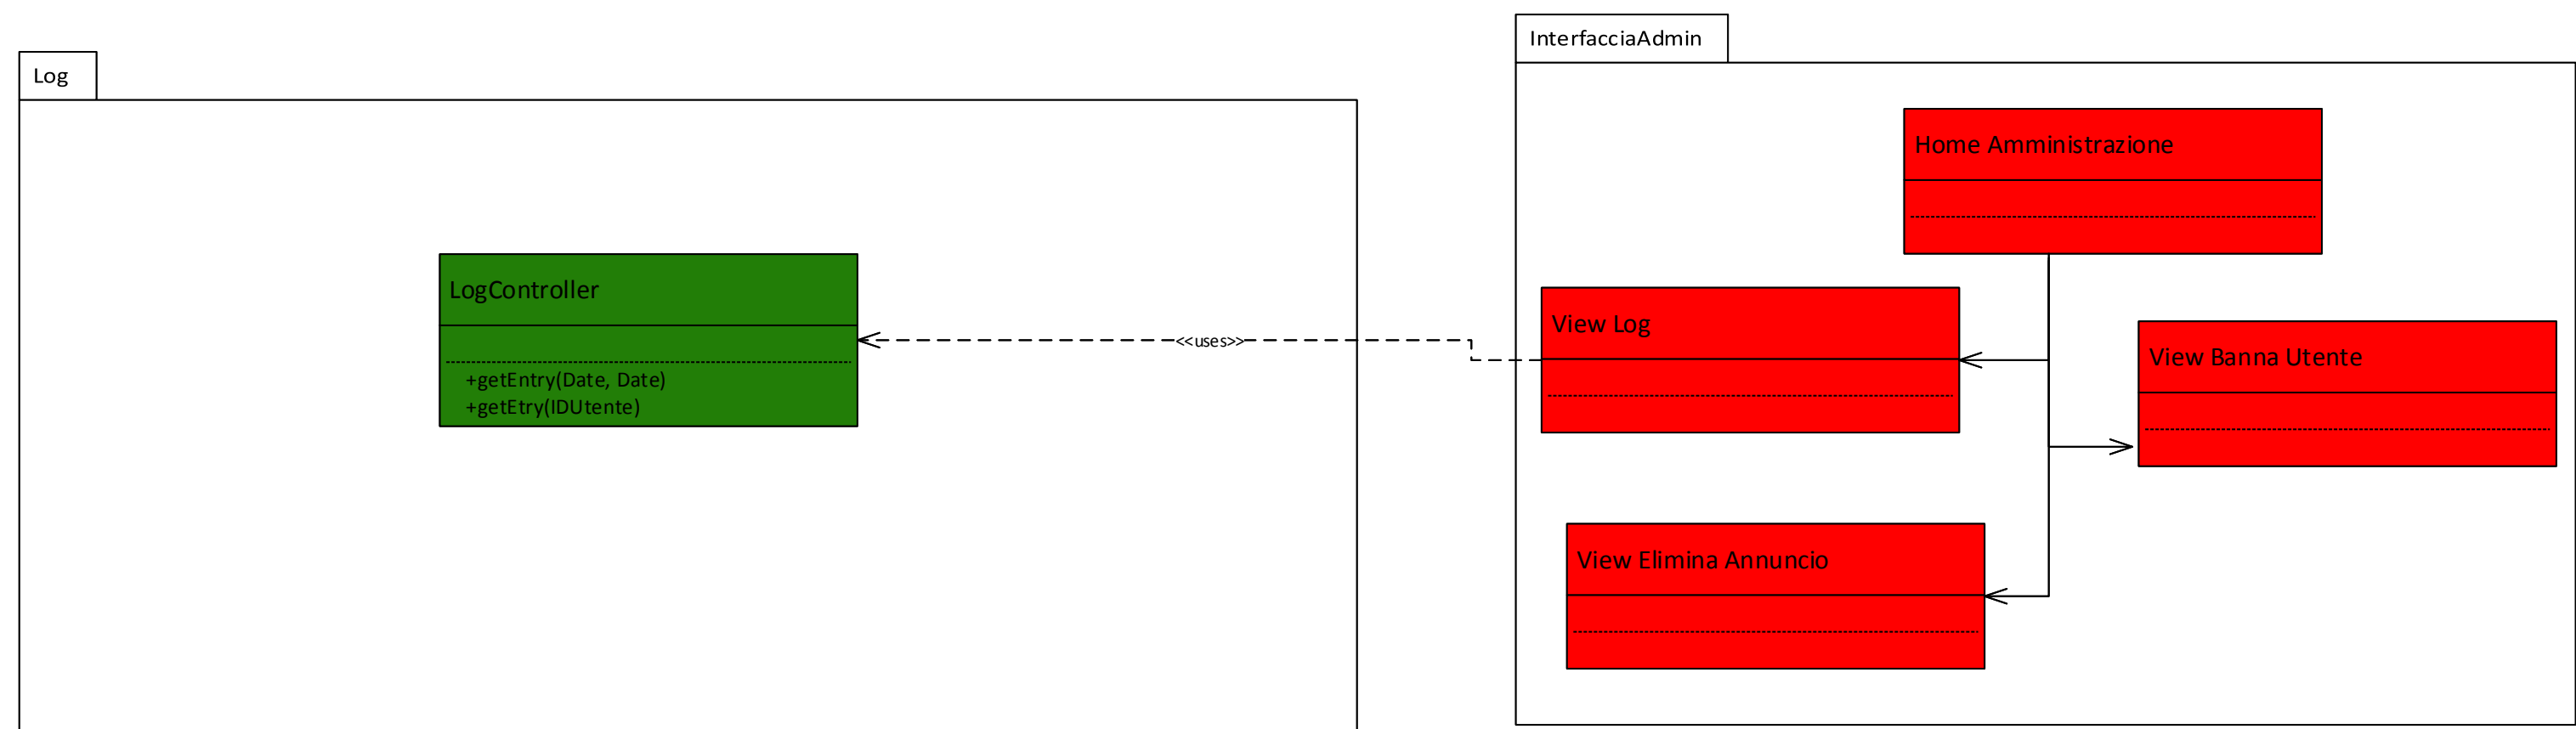 Log
LogController
+getEntry(Date, Date)
+getEtry(IDUtente)
<<uses>>
InterfacciaAdmin
Home Amministrazione
View Log
View Banna Utente
View Elimina Annuncio